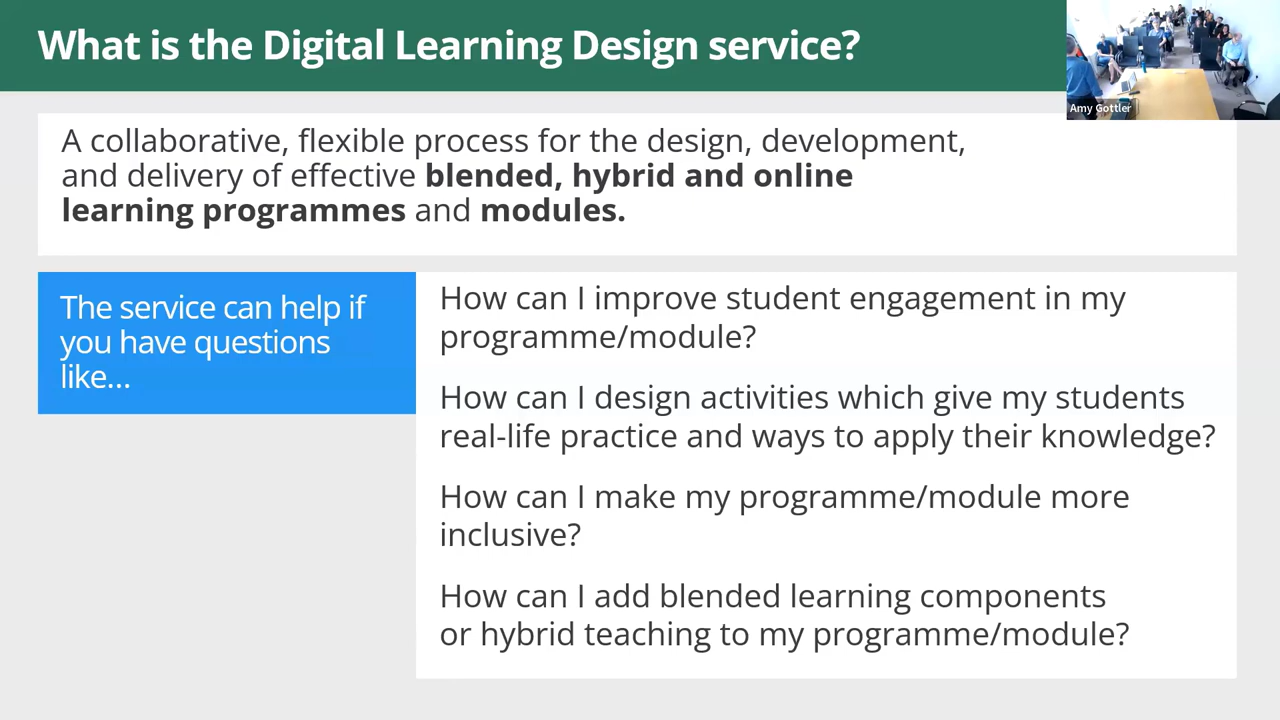 What is the Digital Learning Design service?
Amy Gottler
A collaborative, flexible process for the design, development,
and delivery of effective blended, hybrid and online
learning programmes and modules.
The service can help if
you have questions
like...
How can I improve student engagement in my
programme/module?
How can I design activities which give my students
real-life practice and ways to apply their knowledge?
How can I make my programme/module more
inclusive?
How can I add blended learning components
or hybrid teaching to my programme/module?